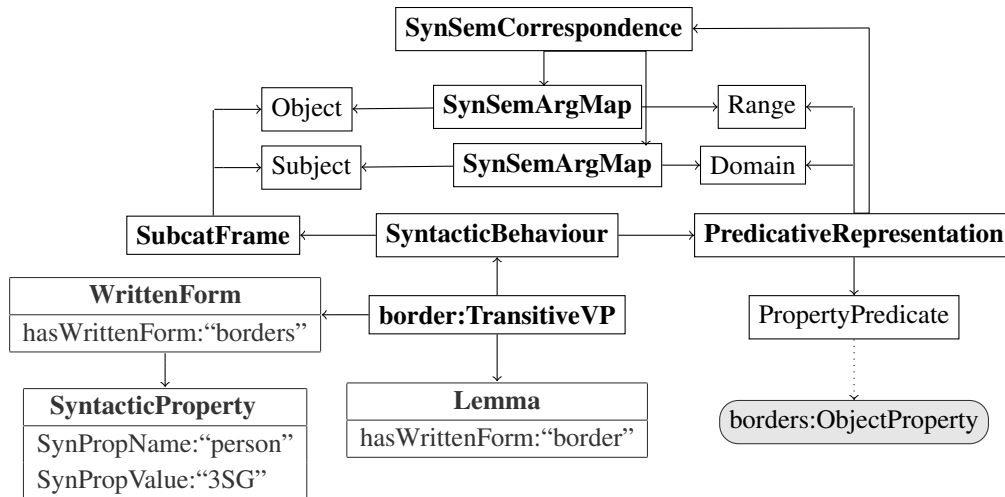 SynSemCorrespondence
Object
SynSemArgMap
Range
Subject
SynSemArgMap
Domain
SubcatFrame
SyntacticBehaviour
PredicativeRepresentation
WrittenForm
hasWrittenForm:“borders”
border:TransitiveVP
PropertyPredicate
SyntacticProperty
SynPropName:“person”
SynPropValue:“3SG”
Lemma
hasWrittenForm:“border”
borders:ObjectProperty